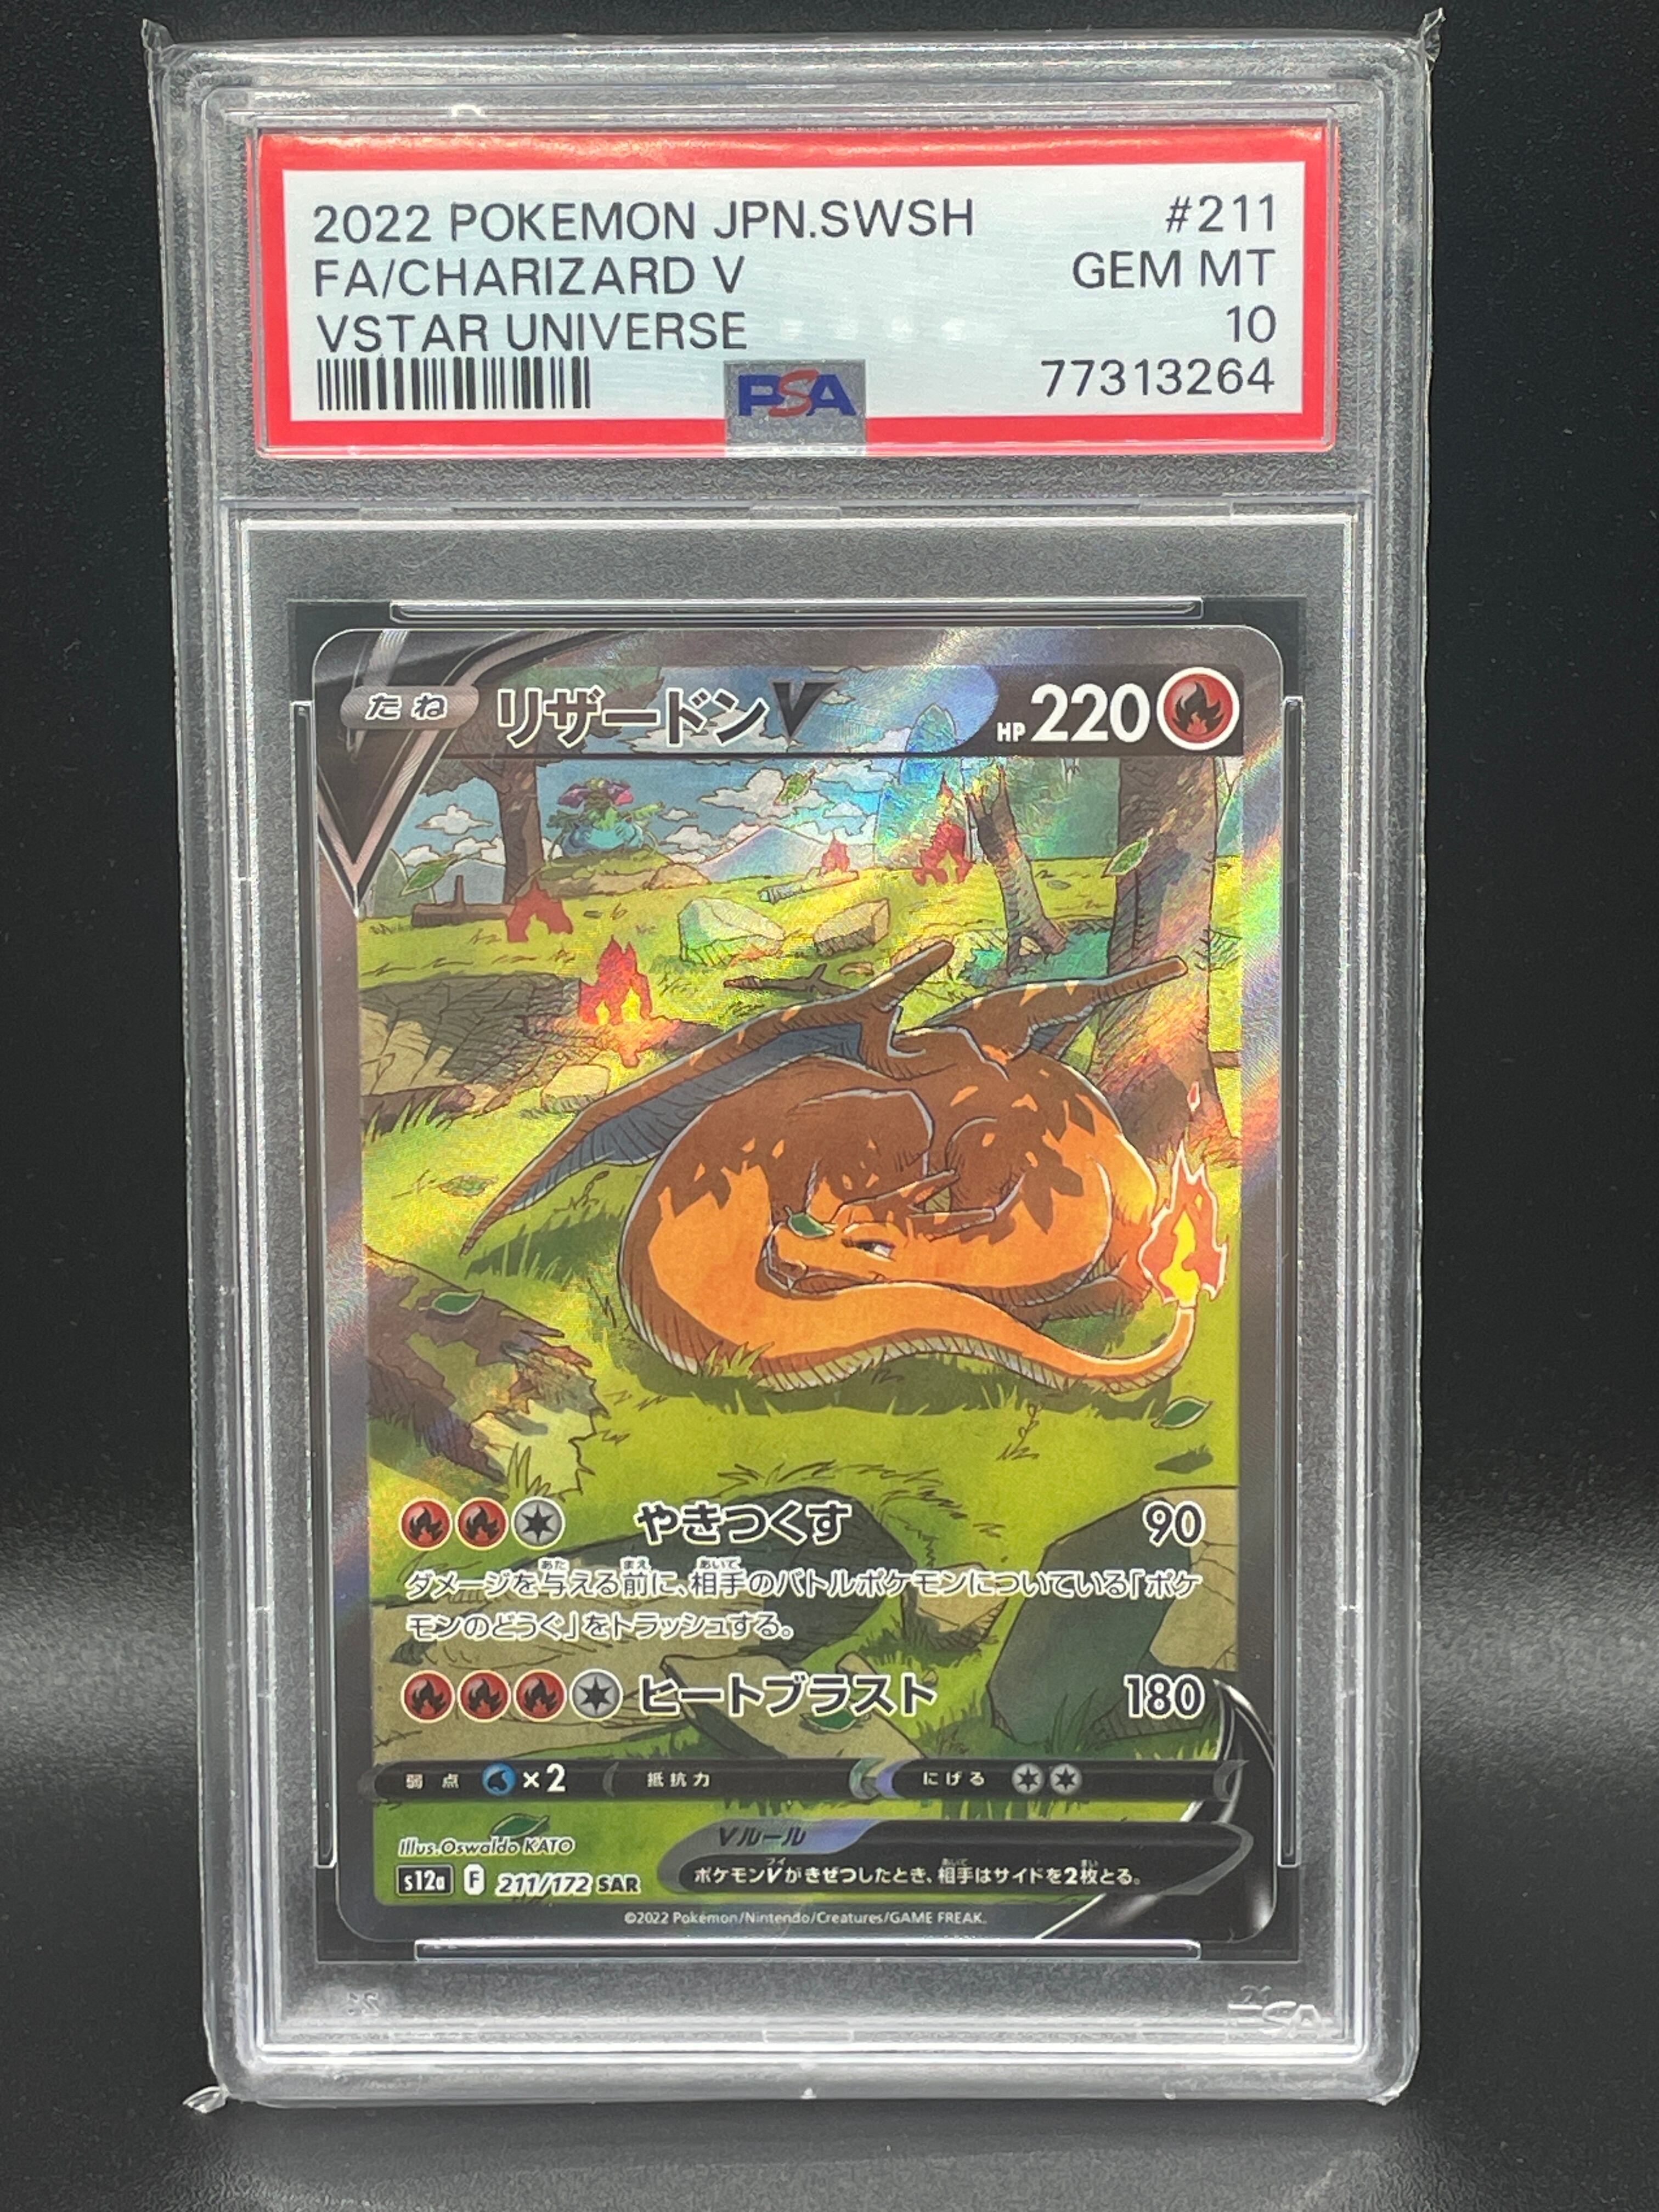 2022 POKEMON JPN.SWSH #211
FA/CHARIZARD V GEM MT
VSTAR UNIVERSE 10
PSA 77313264
たね リザードンV HP 220
やきつくす 90
ダメージを与える前に、相手のバトルポケモンについている「ポケ
モンのどうぐ」をトラッシュする。
ヒートブラスト 180
弱点 ×2 抵抗力 にげる
Illus.Oswaldo KATO
Vルール
s12a F 211/172 SAR
ポケモンVがきぜつしたとき、相手はサイドを2枚とる。
©2022 Pokémon/Nintendo/Creatures/GAME FREAK.
PSA